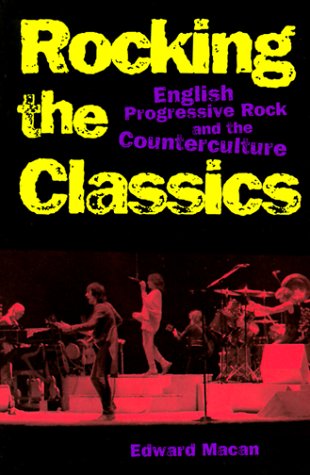 Rocking
the
Classics
English
Progressive Rock
and the
Counterculture
Edward Macan